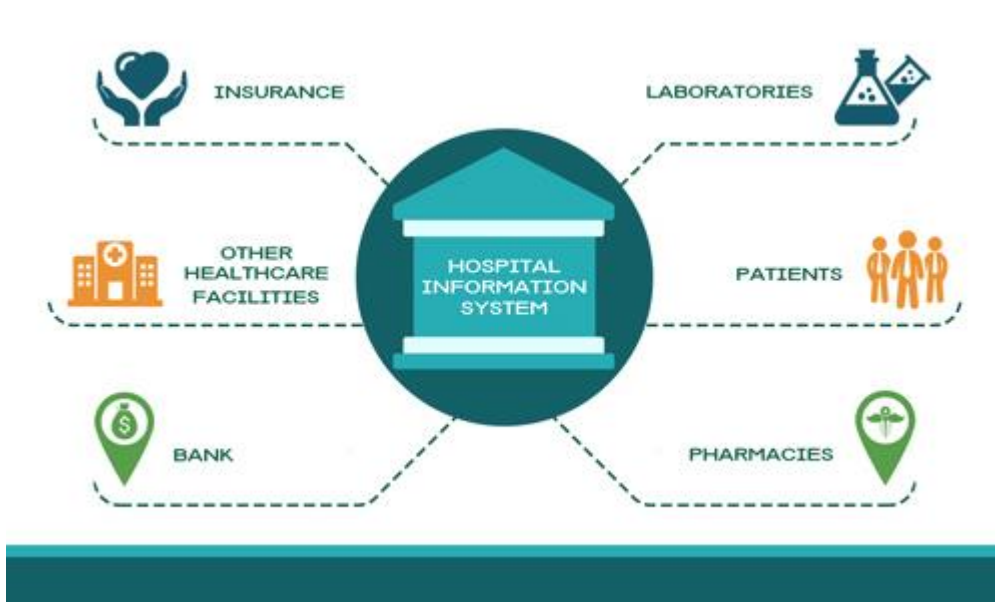 INSURANCE
LABORATORIES
OTHER
HEALTHCARE
FACILITIES
HOSPITAL
INFORMATION
SYSTEM
PATIENTS
$
BANK
PHARMACIES